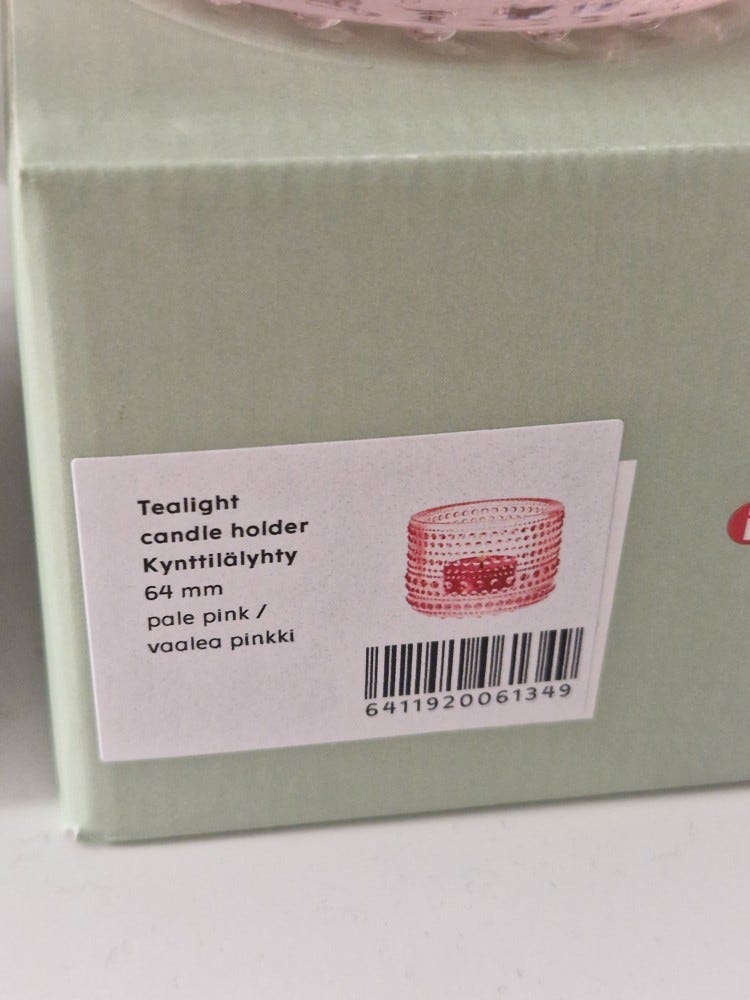 Tealight
candle holder
Kynttilälyhty
64 mm
pale pink /
vaalea pinkki
6411920061349
i